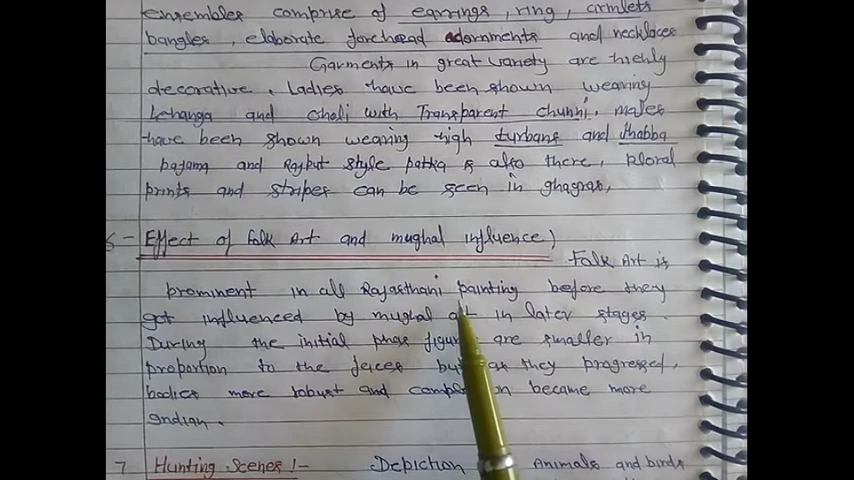 ensembles comprise of earrings, ring, armlets
bangles, elaborate forehead adornments and necklaces
Garments in great variety are highly
decorative. Ladies have been shown wearing
Lehanga and choli with Transparent chunni. males
have been shown wearing high turbans and Jhabba
pajama and Rajput style patka is also there, floral
prints and stripes can be seen in ghagras,
6- Effect of Folk Art and mughal influence)
Folk Art is
prominent in all Rajasthani painting before they
got influenced by mughal art in later stages.
During the initial phase figures are smaller in
proportion to the faces but as they progressed,
bodies more robust and complexion became more
Indian.
7 Hunting Scenes:- Depiction Animals and birds